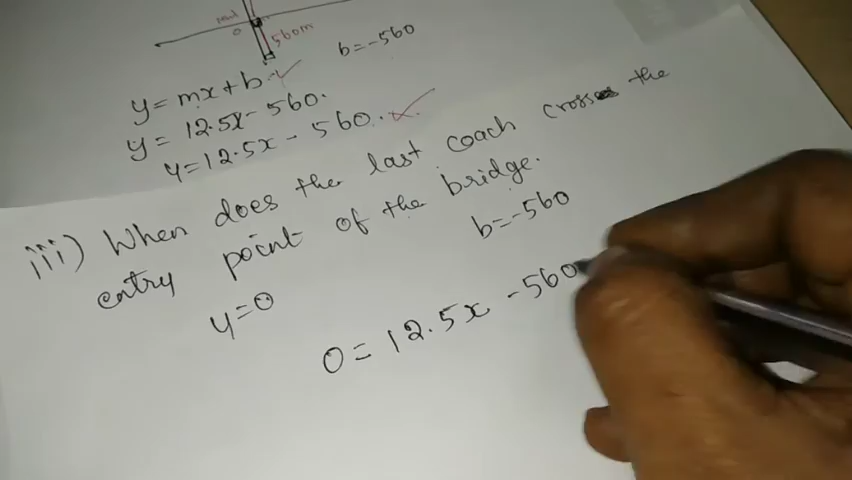 0
560m
b=-560
y=mx+b
y=12.5x-560.
y=12.5x-560.
iii) When does the last coach cross the
entry point of the bridge.
y=0
b=-560
0=12.5x-560